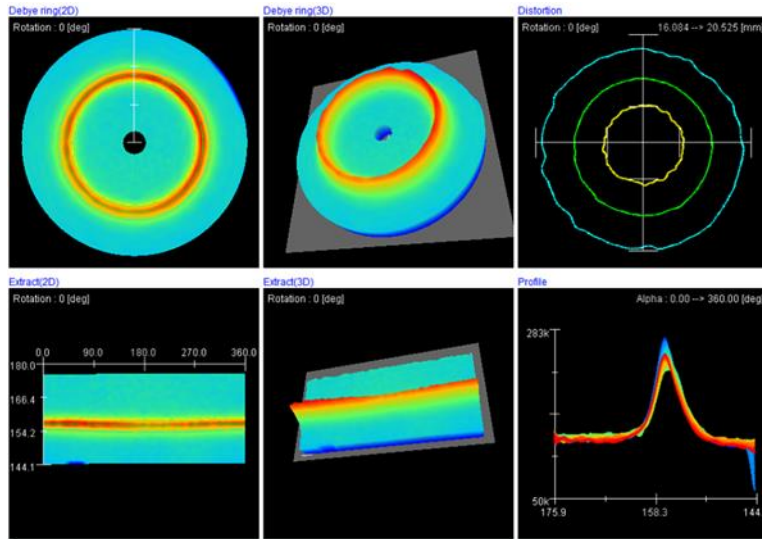 Debye ring(2D)
Rotation : 0 [deg]
Debye ring(3D)
Rotation : 0 [deg]
Distortion
Rotation : 0 [deg]
16.084 --> 20.525 [mm]
Extract(2D)
Rotation : 0 [deg]
0.0 90.0 180.0 270.0 360.0
180.0
166.4
154.2
144.1
Extract(3D)
Rotation : 0 [deg]
Profile
Alpha : 0.00 --> 360.00 [deg]
283k
50k
175.9 158.3 144.